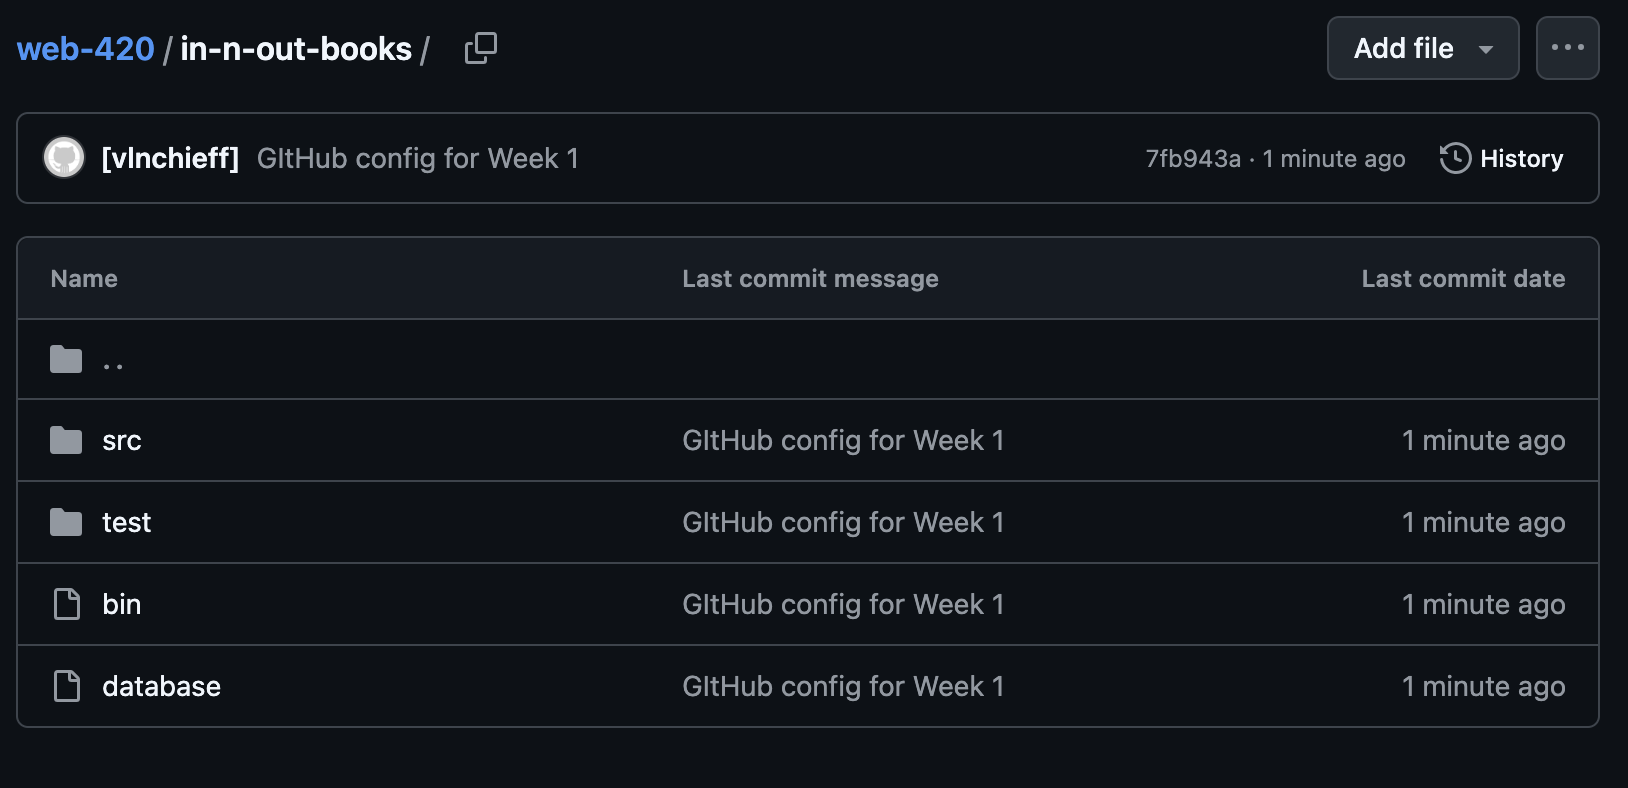 web-420 / in-n-out-books / Add file ...
[vlnchieff] GItHub config for Week 1 7fb943a · 1 minute ago History
Name Last commit message Last commit date
..
src GItHub config for Week 1 1 minute ago
test GItHub config for Week 1 1 minute ago
bin GItHub config for Week 1 1 minute ago
database GItHub config for Week 1 1 minute ago